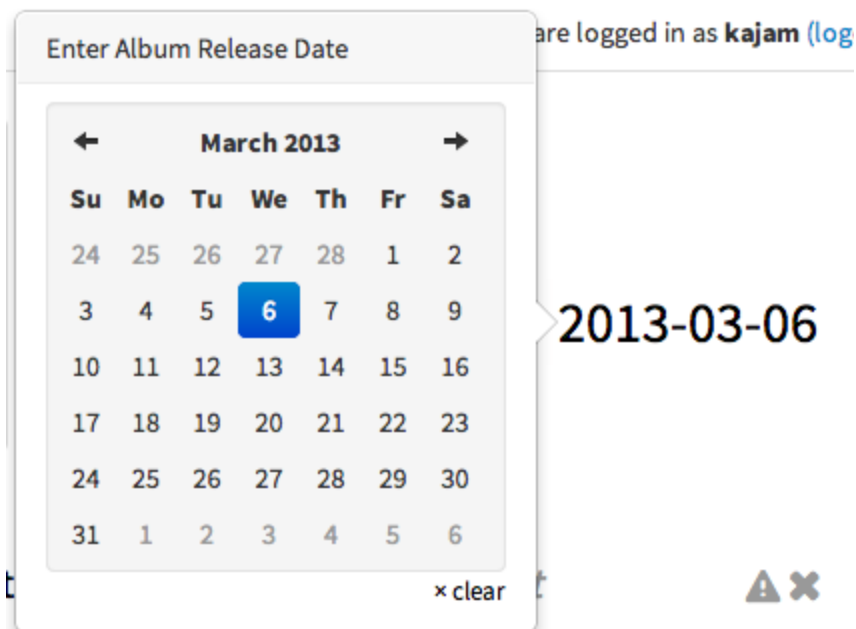 Enter Album Release Date
are logged in as kajam (log
March 2013
Su Mo Tu We Th Fr Sa
24 25 26 27 28 1 2
3 4 5 6 7 8 9
2013-03-06
10 11 12 13 14 15 16
17 18 19 20 21 22 23
24 25 26 27 28 29 30
31 1 2 3 4 5 6
× clear